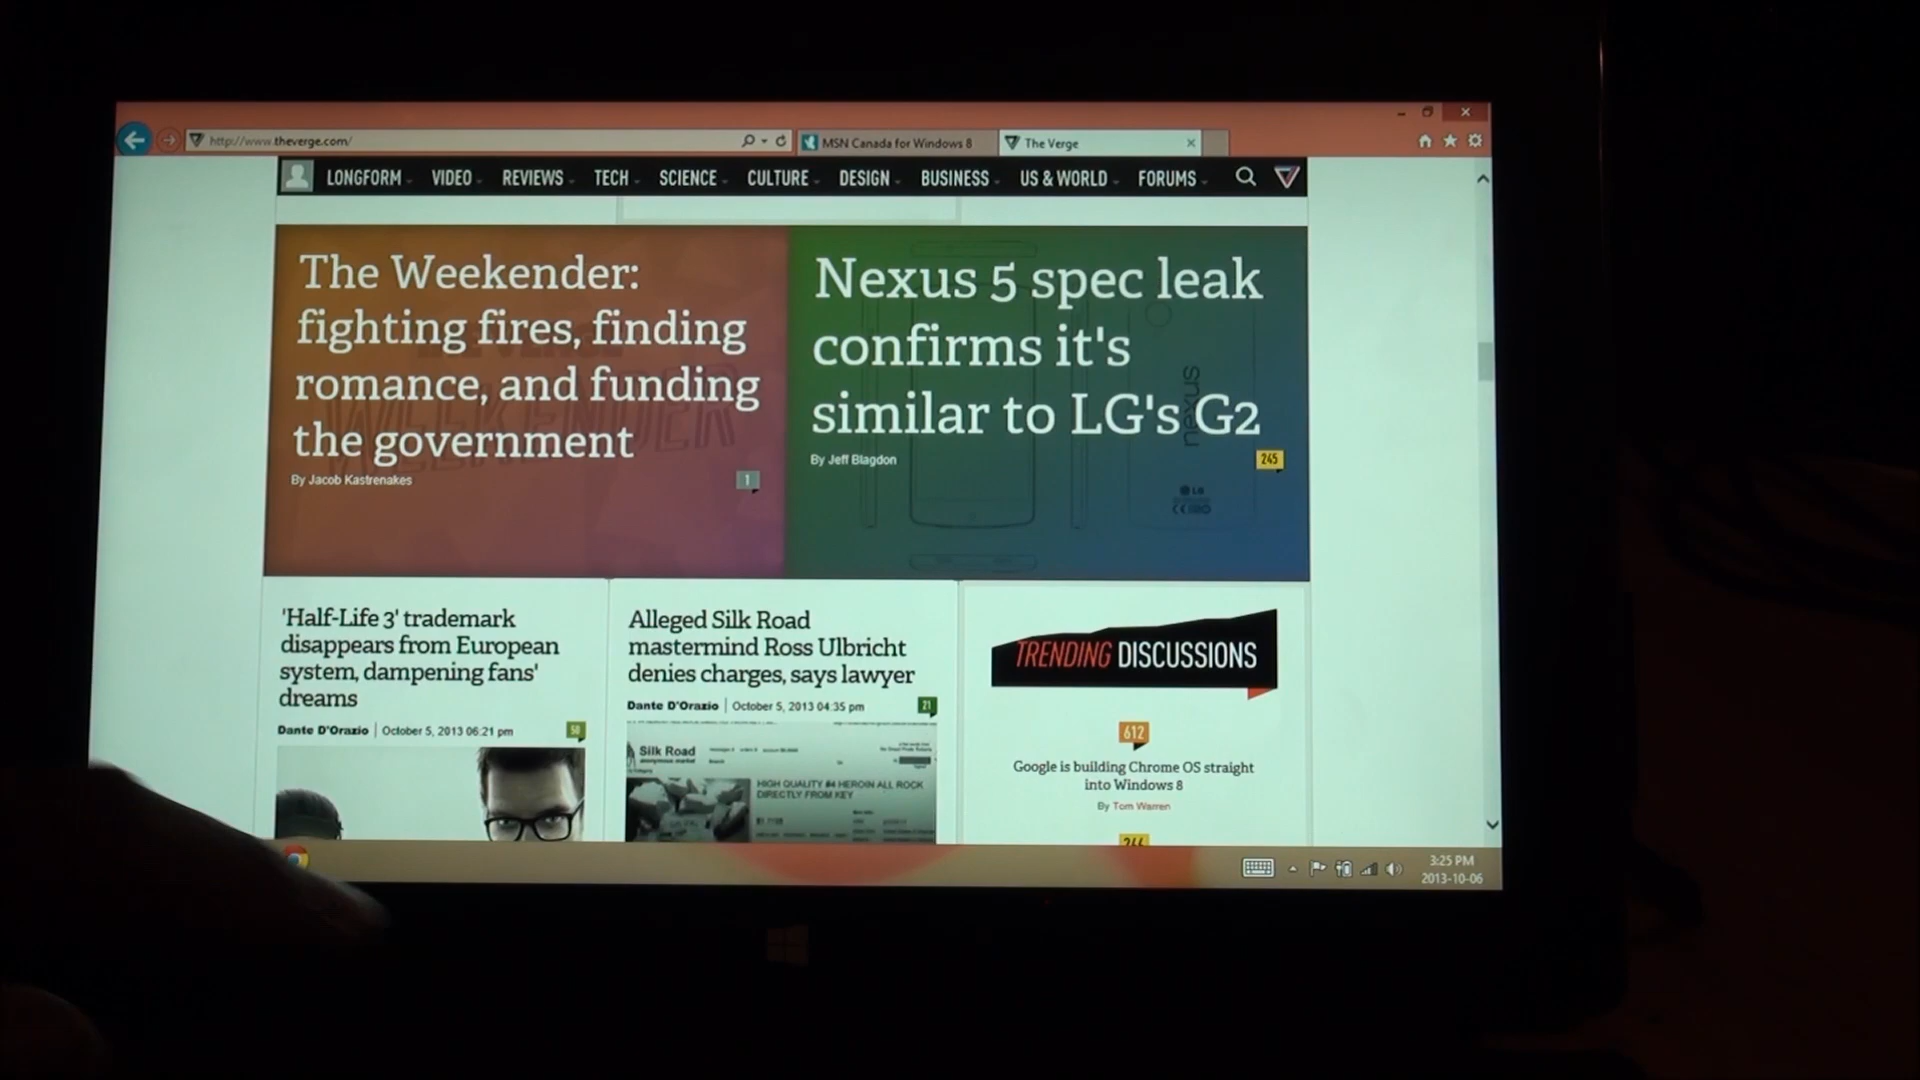 http://www.theverge.com/
MSN Canada for Windows 8
The Verge
LONGFORM VIDEO REVIEWS TECH SCIENCE CULTURE DESIGN BUSINESS US & WORLD FORUMS
The Weekender:
fighting fires, finding
romance, and funding
the government
By Jacob Kastrenakes
1
WEEKENDER
Nexus 5 spec leak
confirms it's
similar to LG's G2
By Jeff Blagdon
245
nexus
LG
'Half-Life 3' trademark
disappears from European
system, dampening fans'
dreams
Dante D'Orazio | October 5, 2013 06:21 pm
50
Alleged Silk Road
mastermind Ross Ulbricht
denies charges, says lawyer
Dante D'Orazio | October 5, 2013 04:35 pm
21
Silk Road
anonymous market
HIGH QUALITY #4 HEROIN ALL ROCK
DIRECTLY FROM KEY
TRENDING DISCUSSIONS
612
Google is building Chrome OS straight
into Windows 8
By Tom Warren
3:25 PM
2013-10-06